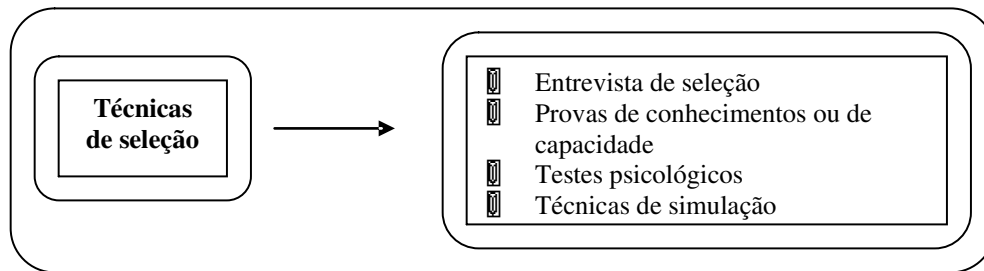 Técnicas
de seleção
Entrevista de seleção
Provas de conhecimentos ou de
capacidade
Testes psicológicos
Técnicas de simulação